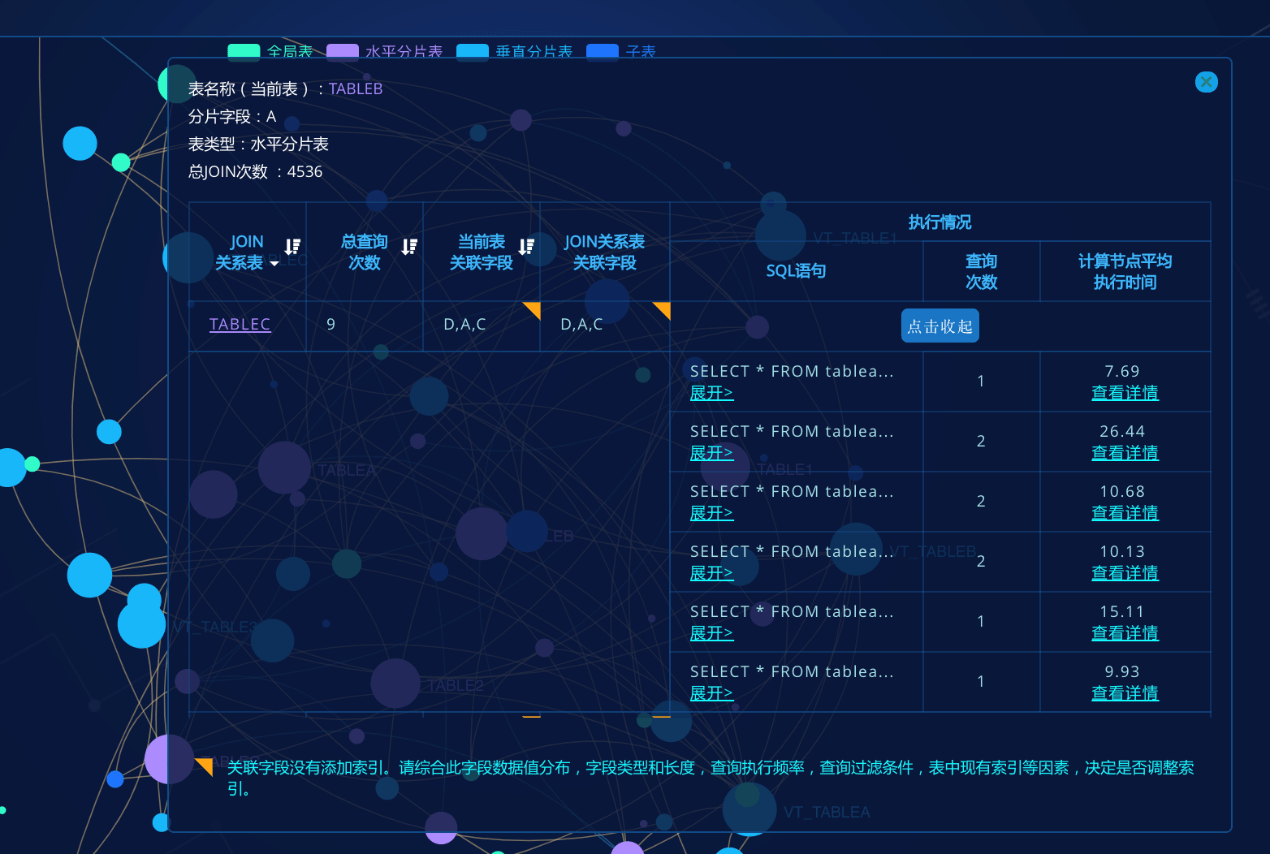 全局表 水平分片表 垂直分片表 子表
表名称（当前表）：TABLEB
分片字段：A
表类型：水平分片表
总JOIN次数 ：4536
JOIN
关系表
总查询
次数
当前表
关联字段
JOIN关系表
关联字段
执行情况
SQL语句
查询
次数
计算节点平均
执行时间
TABLEC 9 D,A,C D,A,C
点击收起
SELECT * FROM tablea... 1 7.69
展开> 查看详情
SELECT * FROM tablea... 2 26.44
展开> 查看详情
SELECT * FROM tablea... 2 10.68
展开> 查看详情
SELECT * FROM tablea... 2 10.13
展开> 查看详情
SELECT * FROM tablea... 1 15.11
展开> 查看详情
SELECT * FROM tablea... 1 9.93
展开> 查看详情
VT_TABLE1
TABLEA
TABLE1
VT_TABLEB
TABLE2
VT_TABLEA
关联字段没有添加索引。请综合此字段数据值分布，字段类型和长度，查询执行频率，查询过滤条件，表中现有索引等因素，决定是否调整索
引。